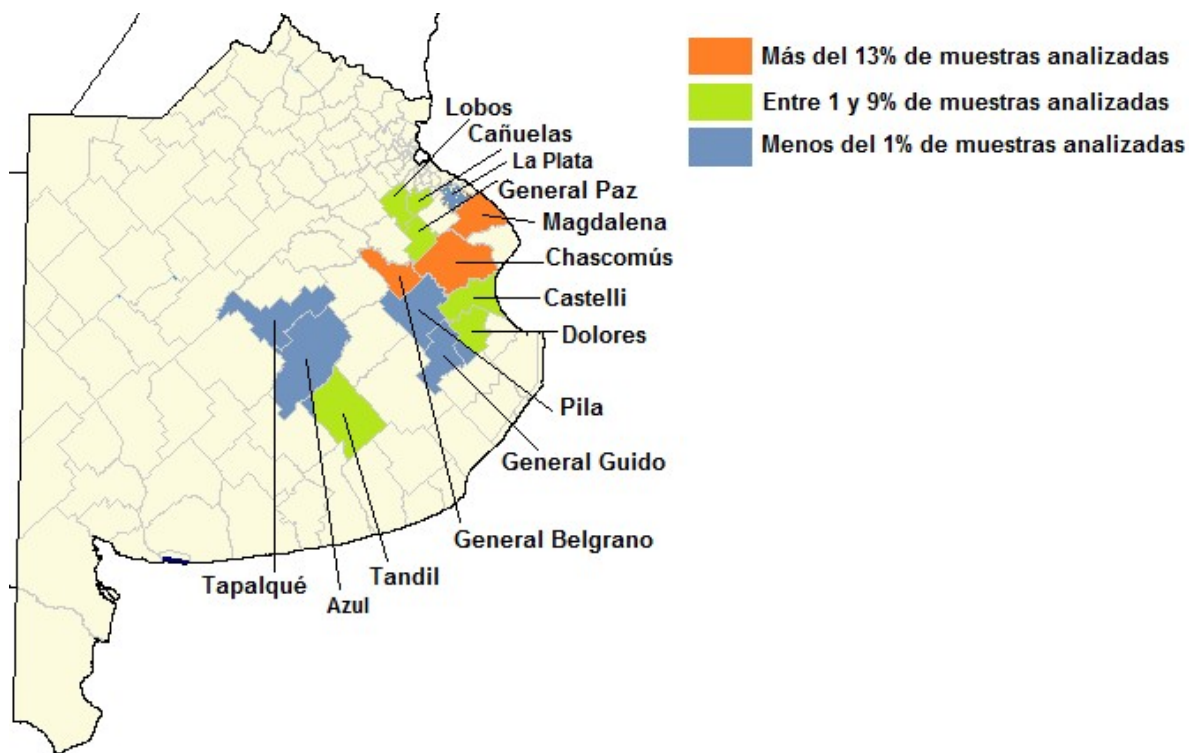 Más del 13% de muestras analizadas
Entre 1 y 9% de muestras analizadas
Menos del 1% de muestras analizadas
Lobos
Cañuelas
La Plata
General Paz
Magdalena
Chascomús
Castelli
Dolores
Pila
General Guido
General Belgrano
Tandil
Tapalqué
Azul